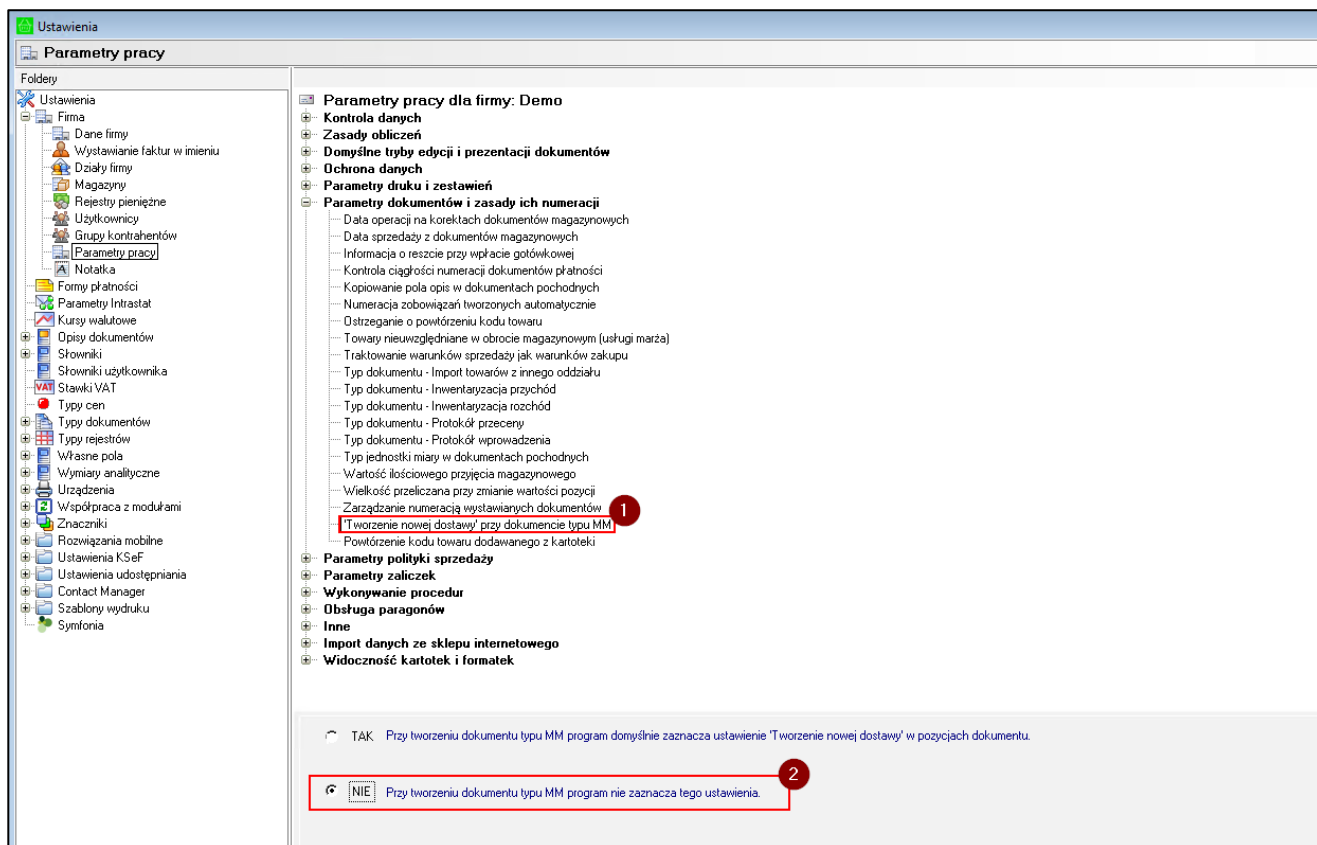 Ustawienia
Parametry pracy
Foldery
Ustawienia
Firma
Dane firmy
Wystawianie faktur w imieniu
Działy firmy
Magazyny
Rejestry pieniężne
Użytkownicy
Grupy kontrahentów
Parametry pracy
Notatka
Formy płatności
Parametry Intrastat
Kursy walutowe
Opisy dokumentów
Słowniki
Słowniki użytkownika
VAT Stawki VAT
Typy cen
Typy dokumentów
Typy rejestrów
Własne pola
Wymiary analityczne
Urządzenia
Współpraca z modułami
Znaczniki
Rozwiązania mobilne
Ustawienia KSeF
Ustawienia udostępniania
Contact Manager
Szablony wydruku
Symfonia
Parametry pracy dla firmy: Demo
Kontrola danych
Zasady obliczeń
Domyślne tryby edycji i prezentacji dokumentów
Ochrona danych
Parametry druku i zestawień
Parametry dokumentów i zasady ich numeracji
Data operacji na korektach dokumentów magazynowych
Data sprzedaży z dokumentów magazynowych
Informacja o reszcie przy wpłacie gotówkowej
Kontrola ciągłości numeracji dokumentów płatności
Kopiowanie pola opis w dokumentach pochodnych
Numeracja zobowiązań tworzonych automatycznie
Ostrzeganie o powtórzeniu kodu towaru
Towary nieuwzględniane w obrocie magazynowym (usługi marża)
Traktowanie warunków sprzedaży jak warunków zakupu
Typ dokumentu - Import towarów z innego oddziału
Typ dokumentu - Inwentaryzacja przychód
Typ dokumentu - Inwentaryzacja rozchód
Typ dokumentu - Protokół przeceny
Typ dokumentu - Protokół wprowadzenia
Typ jednostki miary w dokumentach pochodnych
Wartość ilościowego przyjęcia magazynowego
Wielkość przeliczana przy zmianie wartości pozycji
Zarządzanie numeracją wystawianych dokumentów
1
'Tworzenie nowej dostawy' przy dokumencie typu MM
Powtórzenie kodu towaru dodawanego z kartoteki
Parametry polityki sprzedaży
Parametry zaliczek
Wykonywanie procedur
Obsługa paragonów
Inne
Import danych ze sklepu internetowego
Widoczność kartotek i formatek
TAK Przy tworzeniu dokumentu typu MM program domyślnie zaznacza ustawienie 'Tworzenie nowej dostawy' w pozycjach dokumentu.
2
NIE Przy tworzeniu dokumentu typu MM program nie zaznacza tego ustawienia.